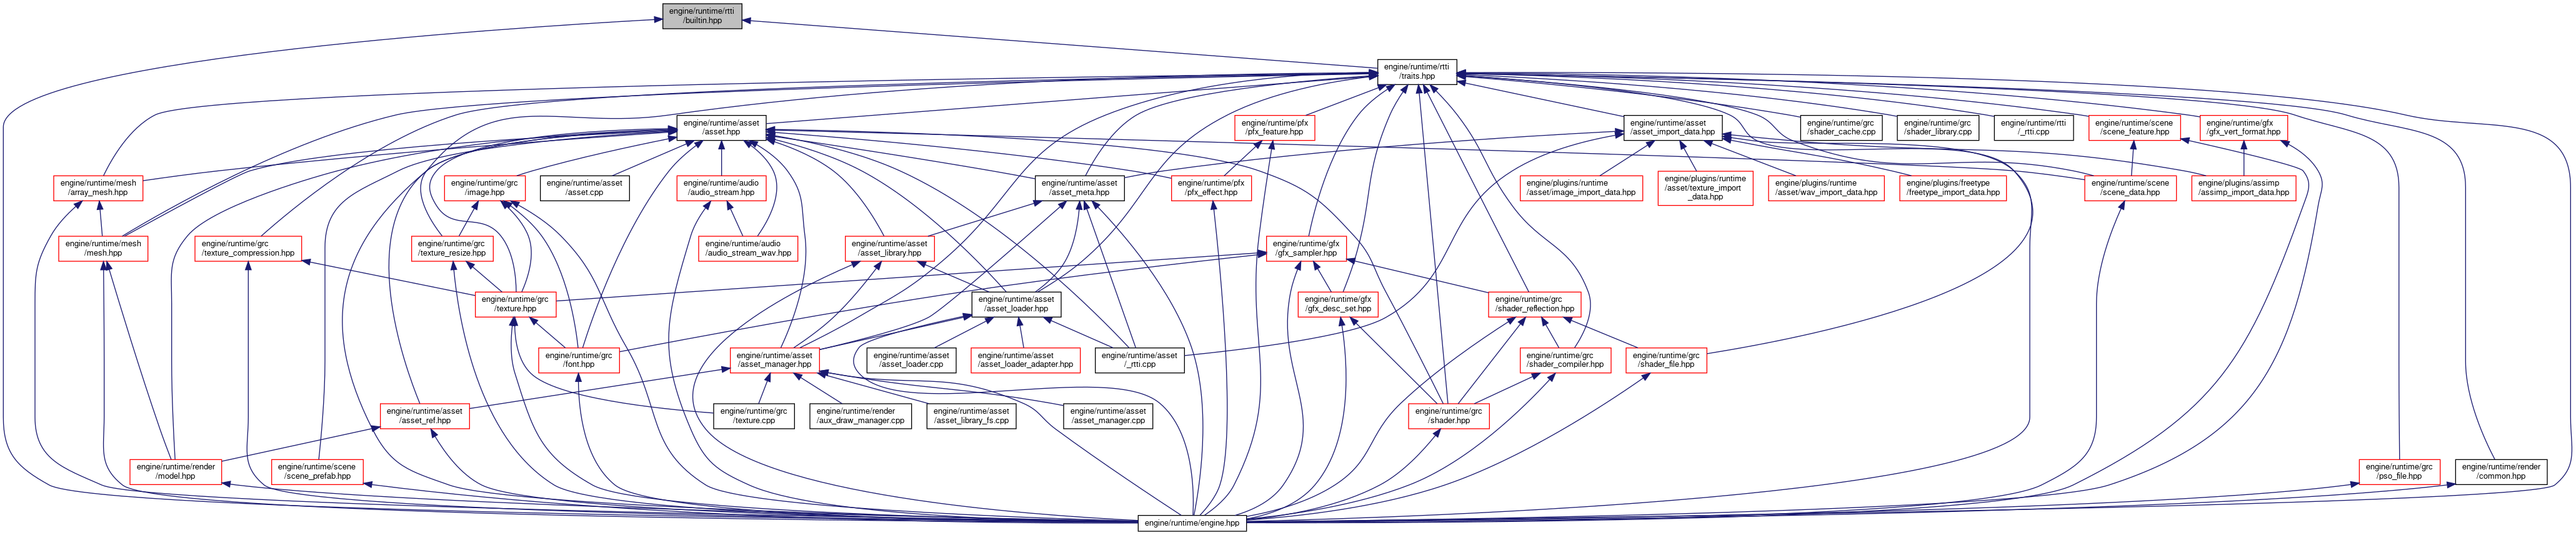 engine/runtime/rtti
/builtin.hpp
engine/runtime/rtti
/traits.hpp
engine/runtime/asset
/asset.hpp
engine/runtime/pfx
/pfx_feature.hpp
engine/runtime/asset
/asset_import_data.hpp
engine/runtime/grc
/shader_cache.cpp
engine/runtime/grc
/shader_library.cpp
engine/runtime/rtti
/_rtti.cpp
engine/runtime/scene
/scene_feature.hpp
engine/runtime/gfx
/gfx_vert_format.hpp
engine/runtime/mesh
/array_mesh.hpp
engine/runtime/grc
/image.hpp
engine/runtime/asset
/asset.cpp
engine/runtime/audio
/audio_stream.hpp
engine/runtime/asset
/asset_meta.hpp
engine/runtime/pfx
/pfx_effect.hpp
engine/plugins/runtime
/asset/image_import_data.hpp
engine/plugins/runtime
/asset/texture_import
_data.hpp
engine/plugins/runtime
/asset/wav_import_data.hpp
engine/plugins/freetype
/freetype_import_data.hpp
engine/runtime/scene
/scene_data.hpp
engine/plugins/assimp
/assimp_import_data.hpp
engine/runtime/mesh
/mesh.hpp
engine/runtime/grc
/texture_compression.hpp
engine/runtime/grc
/texture_resize.hpp
engine/runtime/audio
/audio_stream_wav.hpp
engine/runtime/asset
/asset_library.hpp
engine/runtime/gfx
/gfx_sampler.hpp
engine/runtime/grc
/texture.hpp
engine/runtime/asset
/asset_loader.hpp
engine/runtime/gfx
/gfx_desc_set.hpp
engine/runtime/grc
/shader_reflection.hpp
engine/runtime/grc
/font.hpp
engine/runtime/asset
/asset_manager.hpp
engine/runtime/asset
/asset_loader.cpp
engine/runtime/asset
/asset_loader_adapter.hpp
engine/runtime/asset
/_rtti.cpp
engine/runtime/grc
/shader_compiler.hpp
engine/runtime/grc
/shader_file.hpp
engine/runtime/asset
/asset_ref.hpp
engine/runtime/grc
/texture.cpp
engine/runtime/render
/aux_draw_manager.cpp
engine/runtime/asset
/asset_library_fs.cpp
engine/runtime/asset
/asset_manager.cpp
engine/runtime/grc
/shader.hpp
engine/runtime/render
/model.hpp
engine/runtime/scene
/scene_prefab.hpp
engine/runtime/grc
/pso_file.hpp
engine/runtime/render
/common.hpp
engine/runtime/engine.hpp